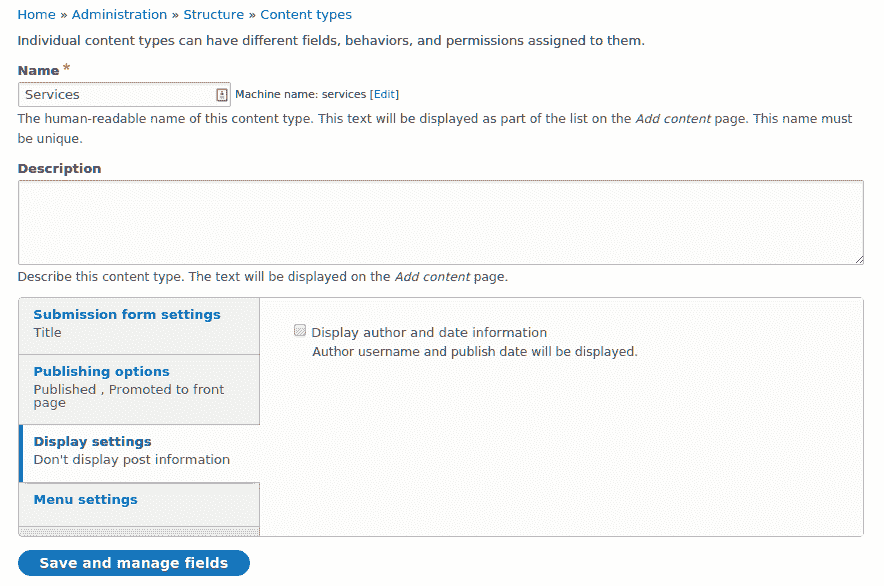 Home » Administration » Structure » Content types
Individual content types can have different fields, behaviors, and permissions assigned to them.
Name *
Services Machine name: services [Edit]
The human-readable name of this content type. This text will be displayed as part of the list on the Add content page. This name must
be unique.
Description
Describe this content type. The text will be displayed on the Add content page.
Submission form settings
Title
Publishing options
Published , Promoted to front
page
Display settings
Don't display post information
Menu settings
Display author and date information
Author username and publish date will be displayed.
Save and manage fields